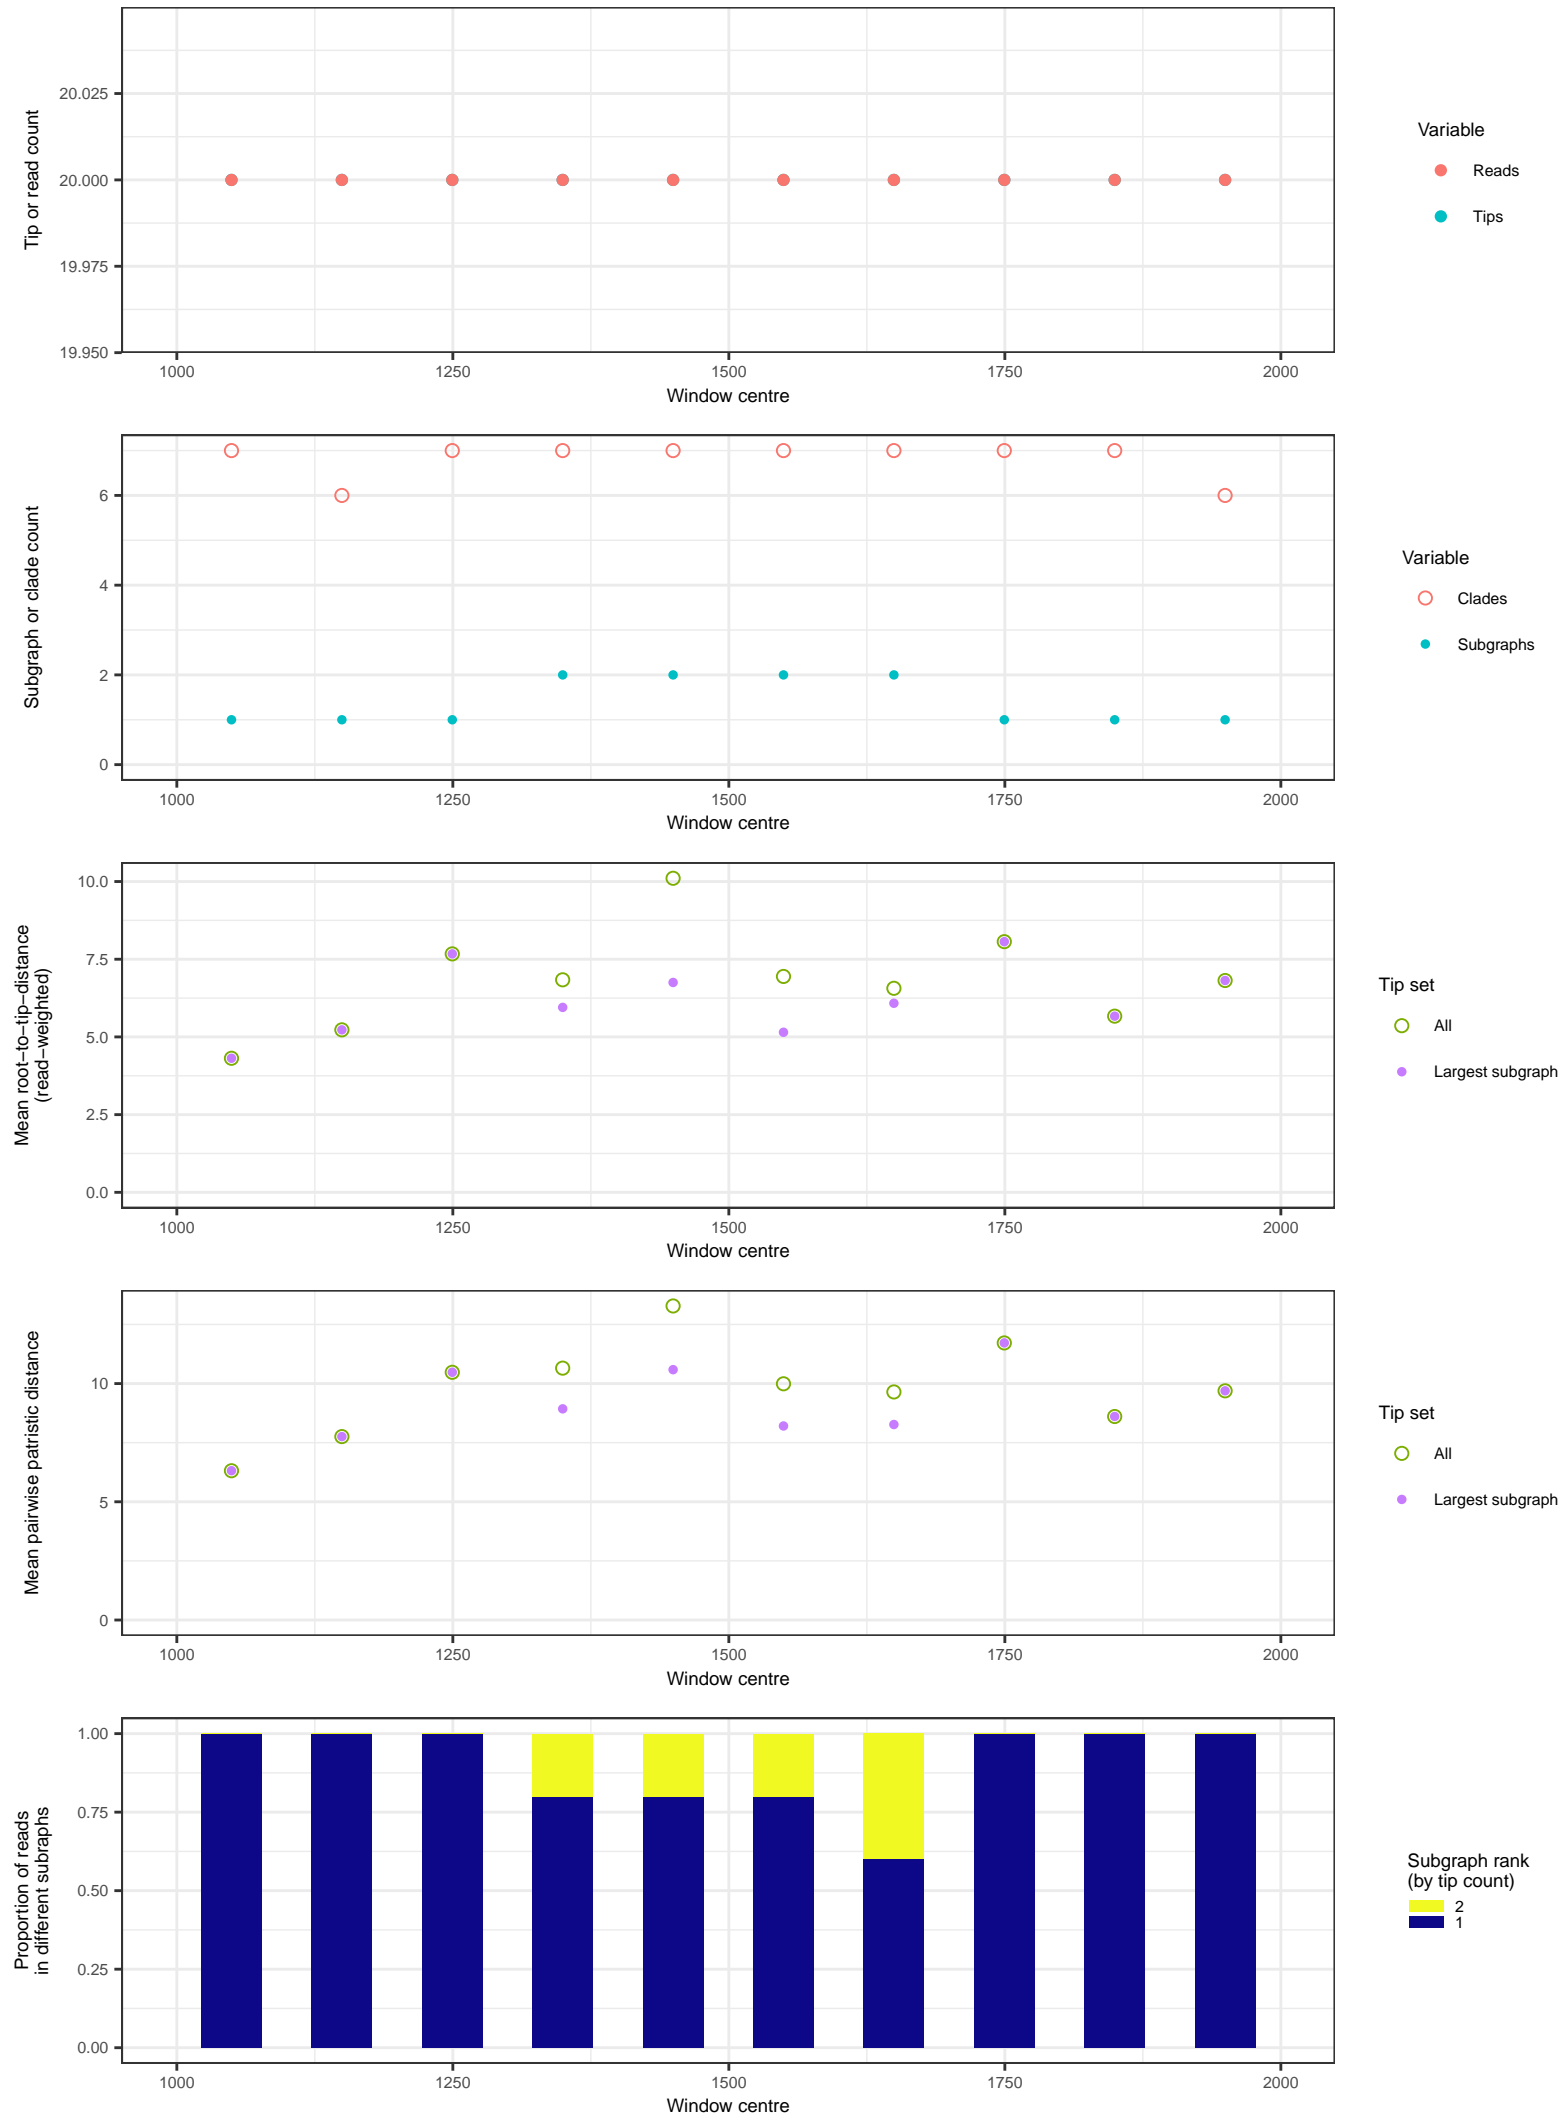 20.025
20.000
19.975
19.950
Tip or read count
1000 1250 1500 1750 2000
Window centre
Variable
Reads
Tips
6
4
2
0
Subgraph or clade count
1000 1250 1500 1750 2000
Window centre
Variable
Clades
Subgraphs
10.0
7.5
5.0
2.5
0.0
Mean root−to−tip−distance
(read−weighted)
1000 1250 1500 1750 2000
Window centre
Tip set
All
Largest subgraph
10
5
0
Mean pairwise patristic distance
1000 1250 1500 1750 2000
Window centre
Tip set
All
Largest subgraph
1.00
0.75
0.50
0.25
0.00
Proportion of reads
in different subraphs
1000 1250 1500 1750 2000
Window centre
Subgraph rank
(by tip count)
2
1